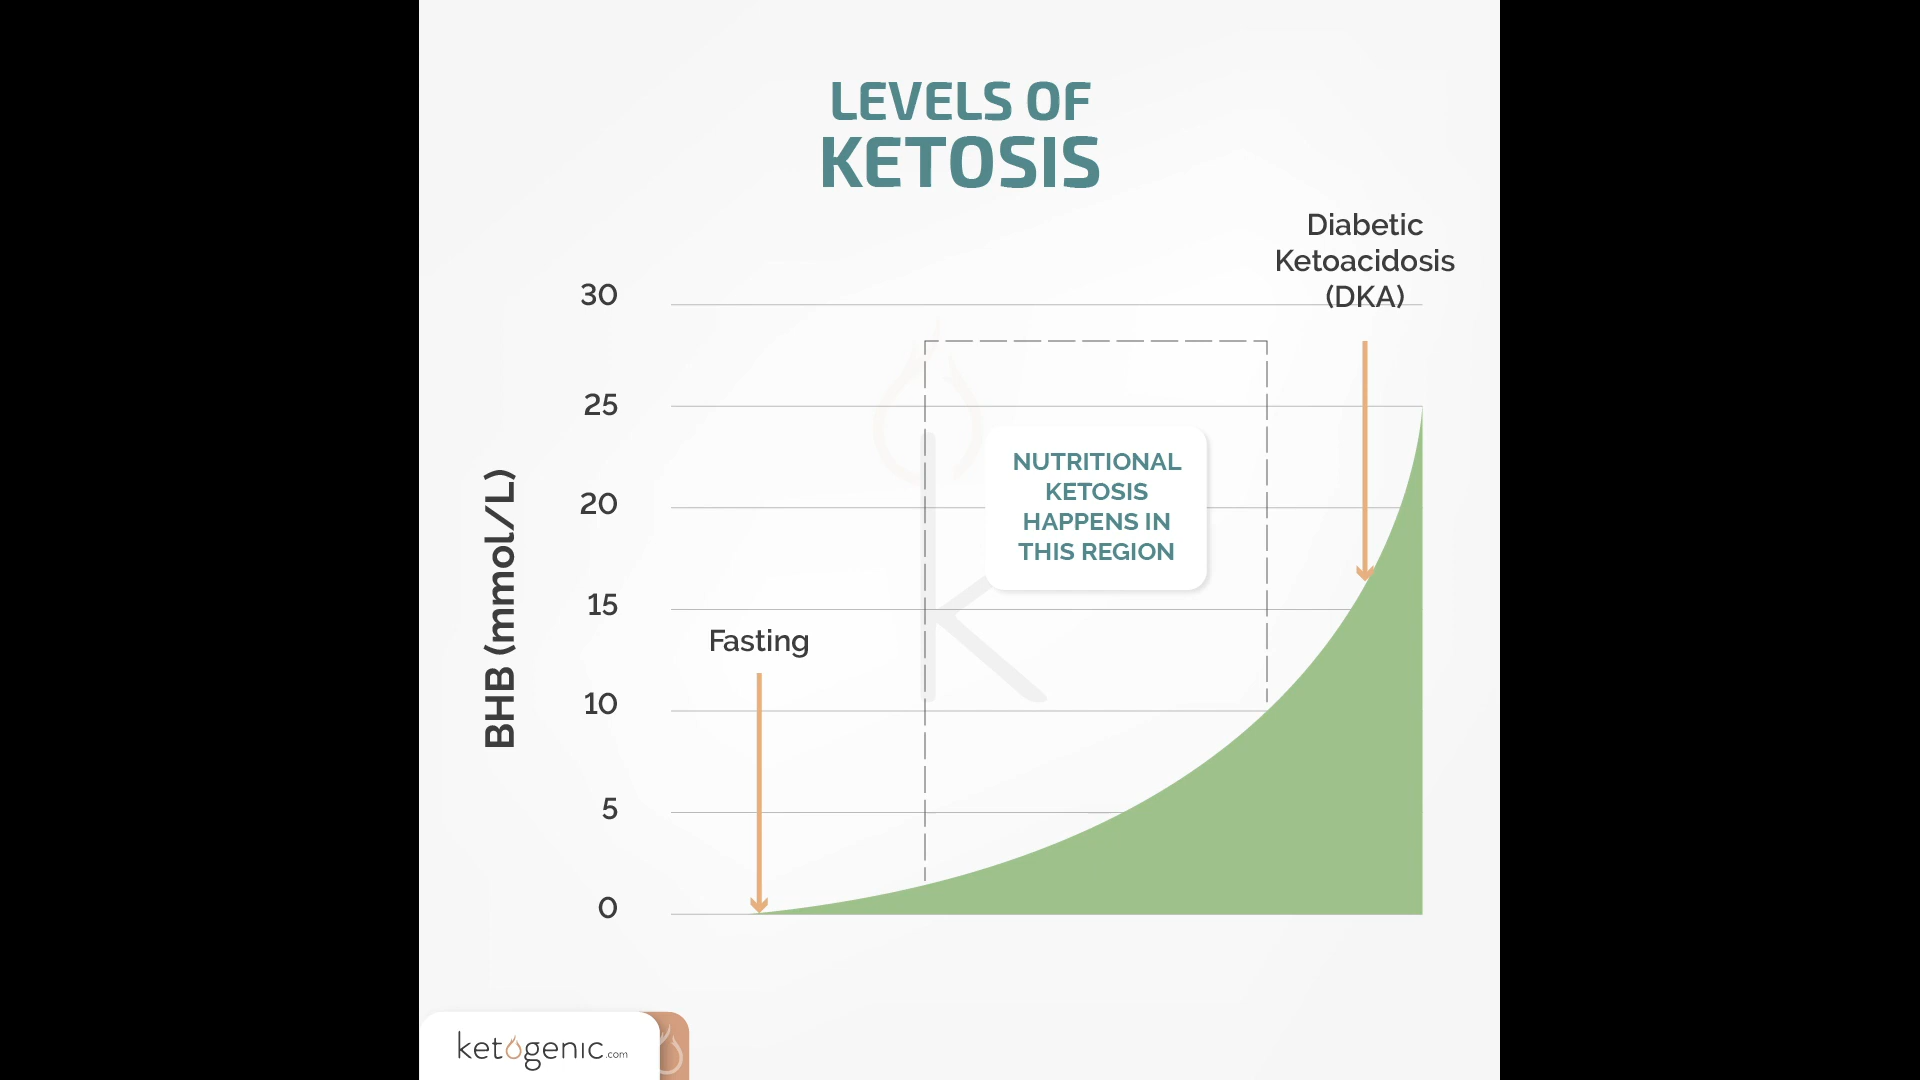 LEVELS OF
KETOSIS
Diabetic
Ketoacidosis
(DKA)
30
25
20
15
10
5
0
BHB (mmol/L)
NUTRITIONAL
KETOSIS
HAPPENS IN
THIS REGION
Fasting
ketogenic.com